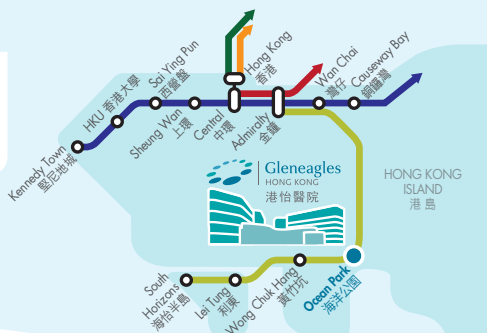 Kennedy Town
堅尼地城
HKU 香港大學
Sai Ying Pun
西營盤
Sheung Wan
上環
Central
中環
Hong Kong
香港
Admiralty
金鐘
Wan Chai
灣仔
Causeway Bay
銅鑼灣
Gleneagles
HONG KONG
港怡醫院
HONG KONG
ISLAND
港島
South
Horizons
海怡半島
Lei Tung
利東
Wong Chuk Hang
黃竹坑
Ocean Park
海洋公園